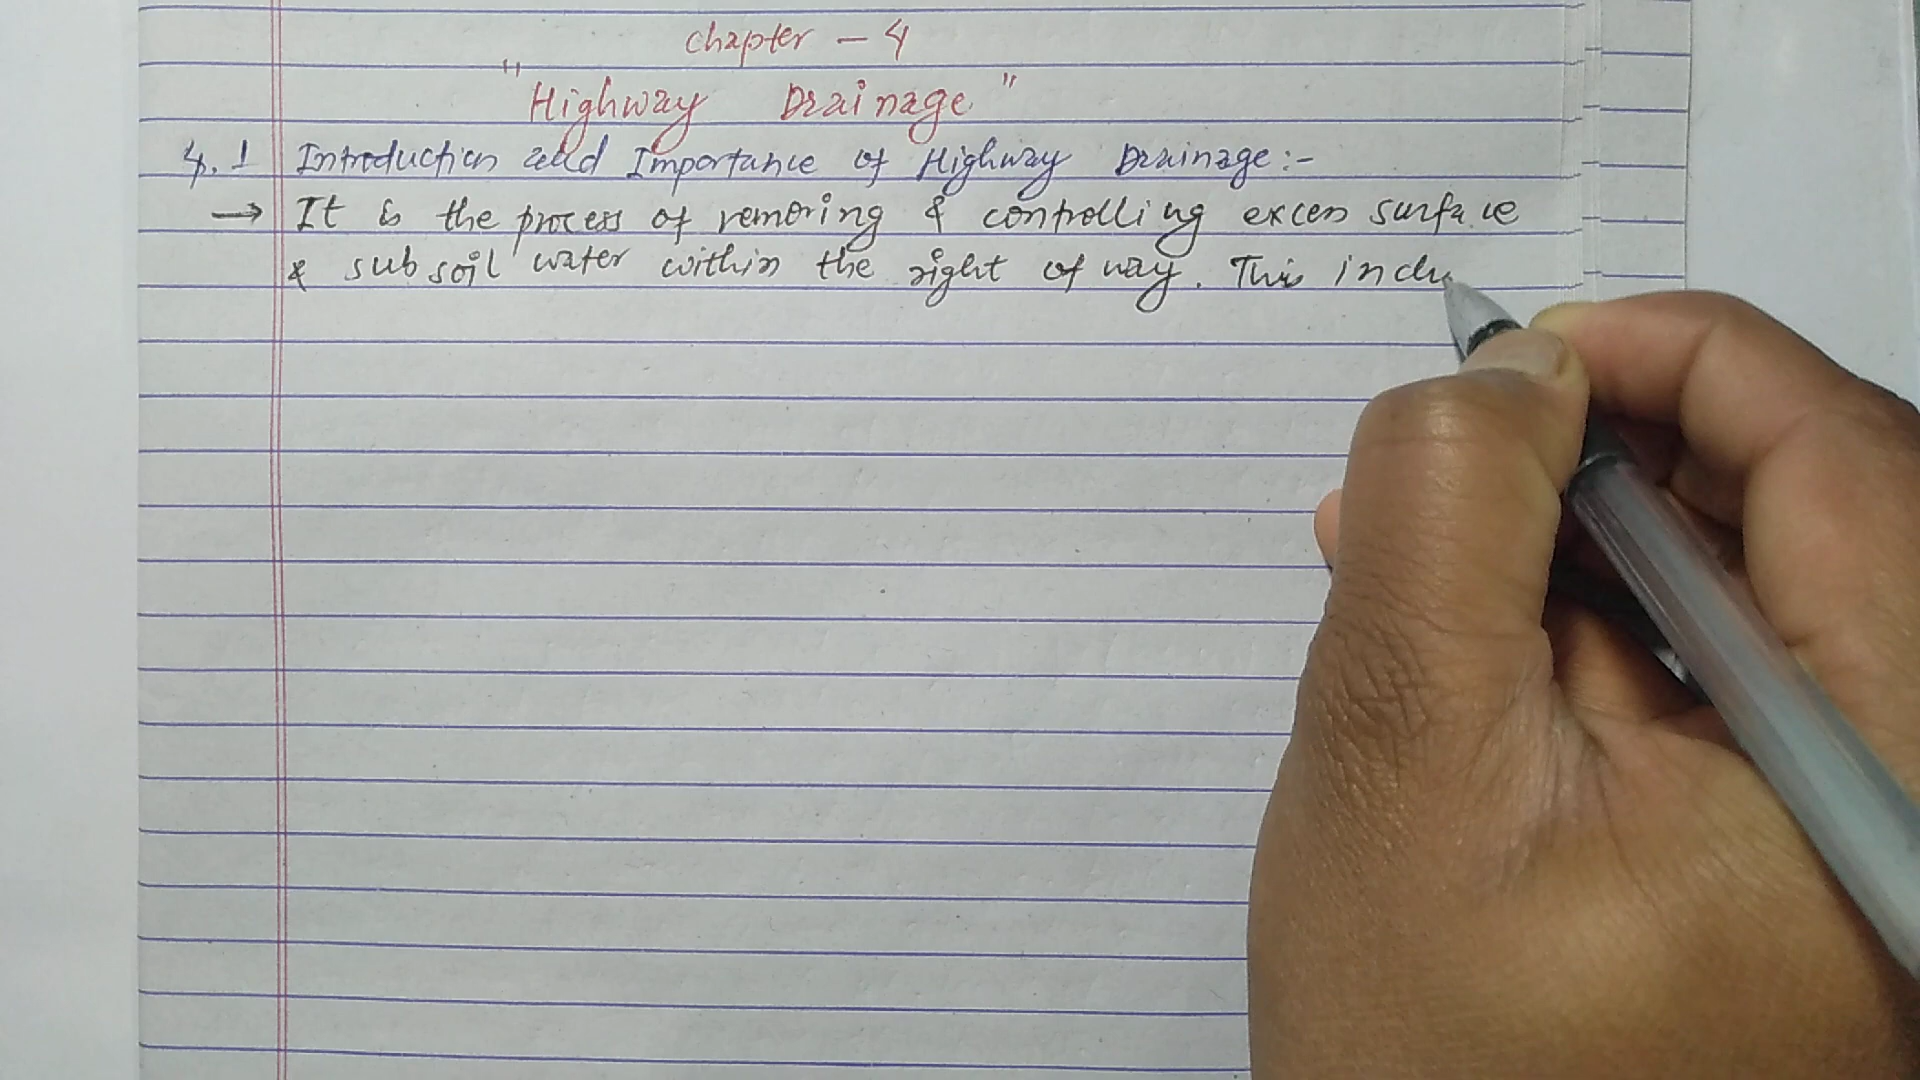 Chapter - 4
"Highway Drainage"
4.1 Introduction and Importance of Highway Drainage:-
→ It is the process of removing & controlling excess surface
& sub soil water within the right of way. This inclu